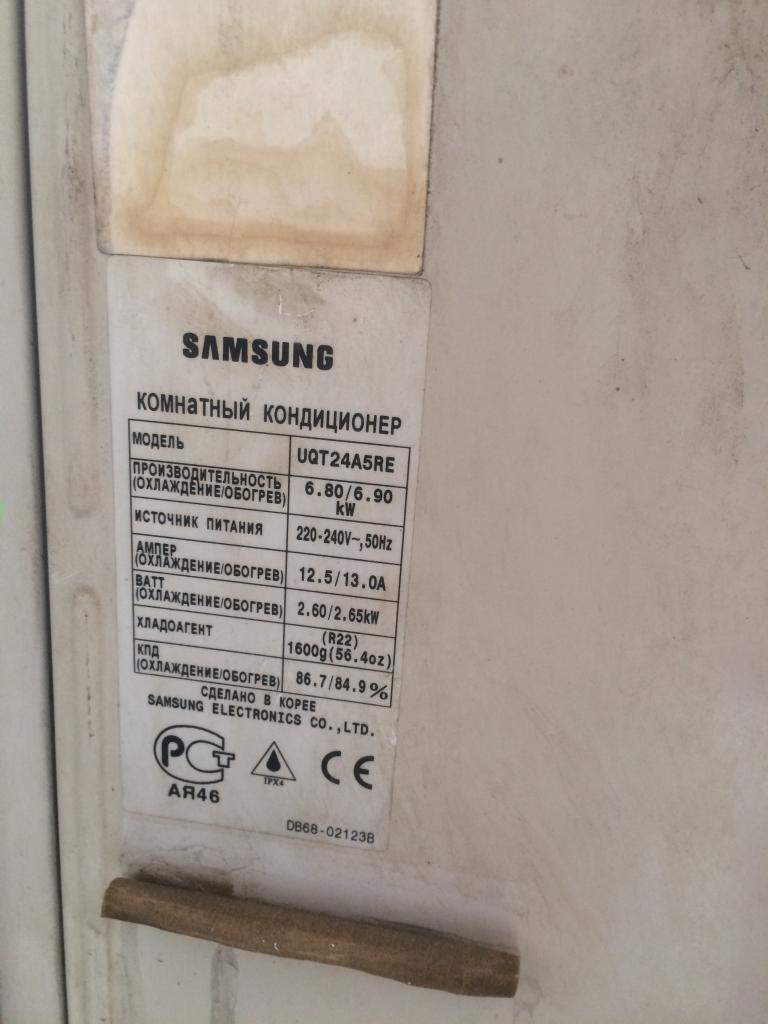 SAMSUNG
КОМНаТНЫЙ КОНДИЦИОНЕР
МОДЕЛЬ UQT24A5RE
ПРОИЗВОДИТЕЛЬНОСТЬ 6.80/6.90
(ОХЛАЖДЕНИЕ/ОБОГРЕВ) kW
ИСТОЧНИК ПИТАНИЯ 220-240V~,50Hz
АМПЕР
(ОХЛАЖДЕНИЕ/ОБОГРЕВ) 12.5/13.0A
ВАТТ
(ОХЛАЖДЕНИЕ/ОБОГРЕВ) 2.60/2.65kW
ХЛАДОАГЕНТ (R22)
1600g(56.4oz)
КПД
(ОХЛАЖДЕНИЕ/ОБОГРЕВ) 86.7/84.9%
СДЕЛАНО В КОРЕЕ
SAMSUNG ELECTRONICS CO.,LTD.
РСТ IPX4 CE
АЯ46
DB68-02123B